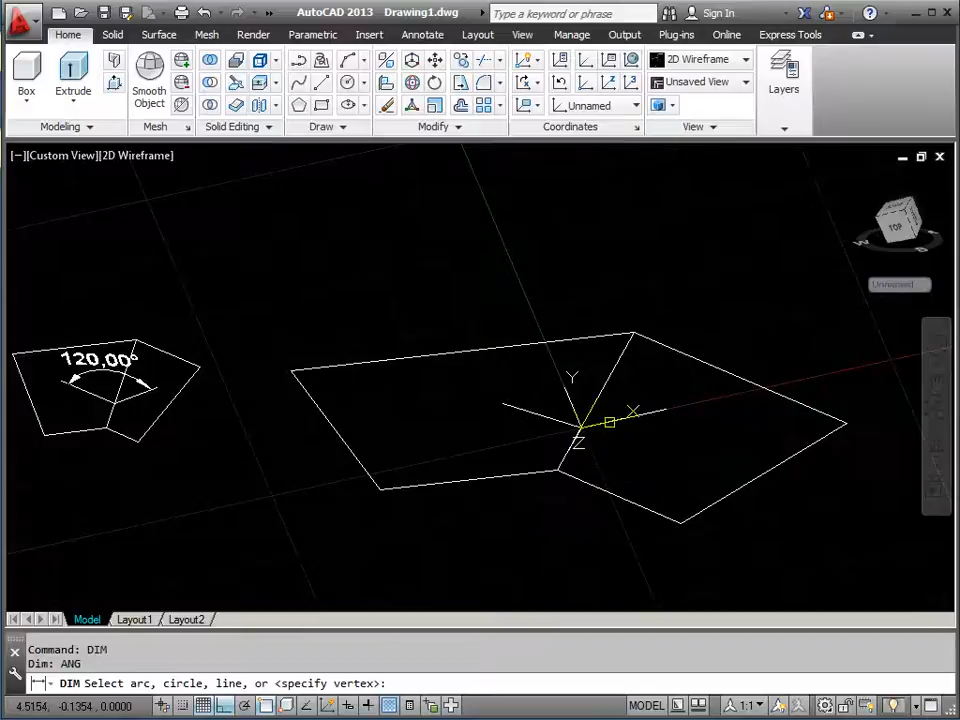 AutoCAD 2013 Drawing1.dwg Type a keyword or phrase Sign In
Home Solid Surface Mesh Render Parametric Insert Annotate Layout View Manage Output Plug-ins Online Express Tools
2D Wireframe
Unsaved View
Box Extrude Smooth Object Unnamed Layers
Modeling Mesh Solid Editing Draw Modify Coordinates View
[−][Custom View][2D Wireframe]
TOP
W
Unnamed
120,00°
Y
X
Z
Model Layout1 Layout2
Command: DIM
Dim: ANG
DIM Select arc, circle, line, or <specify vertex>:
4.5154, -0.1354, 0.0000 MODEL 1:1